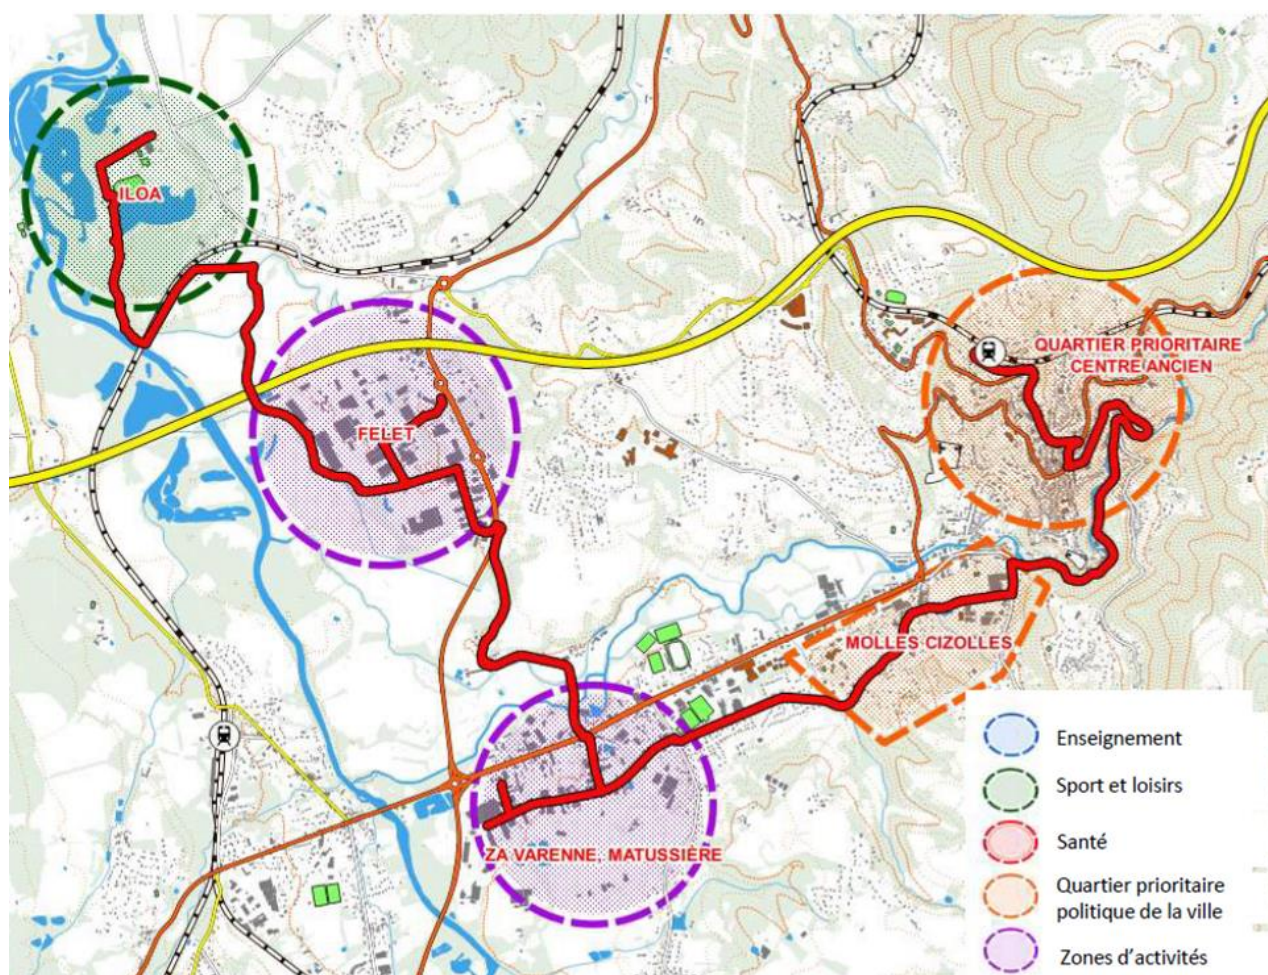 ILOA
QUARTIER PRIORITAIRE
CENTRE ANCIEN
FELET
MOLLES CIZOLLES
ZA VARENNE, MATUSSIÈRE
Enseignement
Sport et loisirs
Santé
Quartier prioritaire
politique de la ville
Zones d'activités